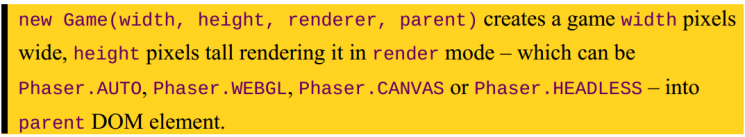 new Game(width, height, renderer, parent) creates a game width pixels
wide, height pixels tall rendering it in render mode – which can be
Phaser.AUTO, Phaser.WEBGL, Phaser.CANVAS or Phaser.HEADLESS – into
parent DOM element.